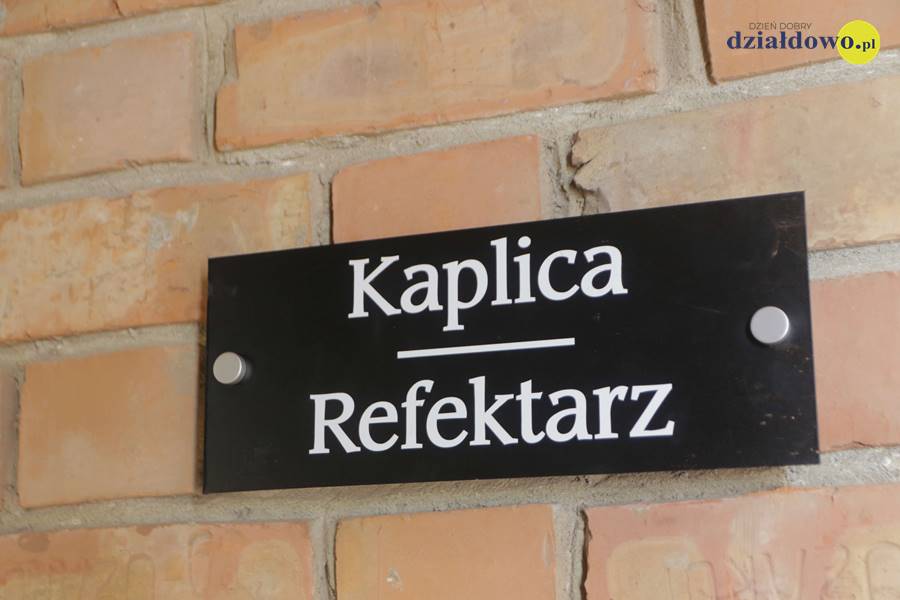 DZIEŃ DOBRY
działdowo.pl
Kaplica
Refektarz